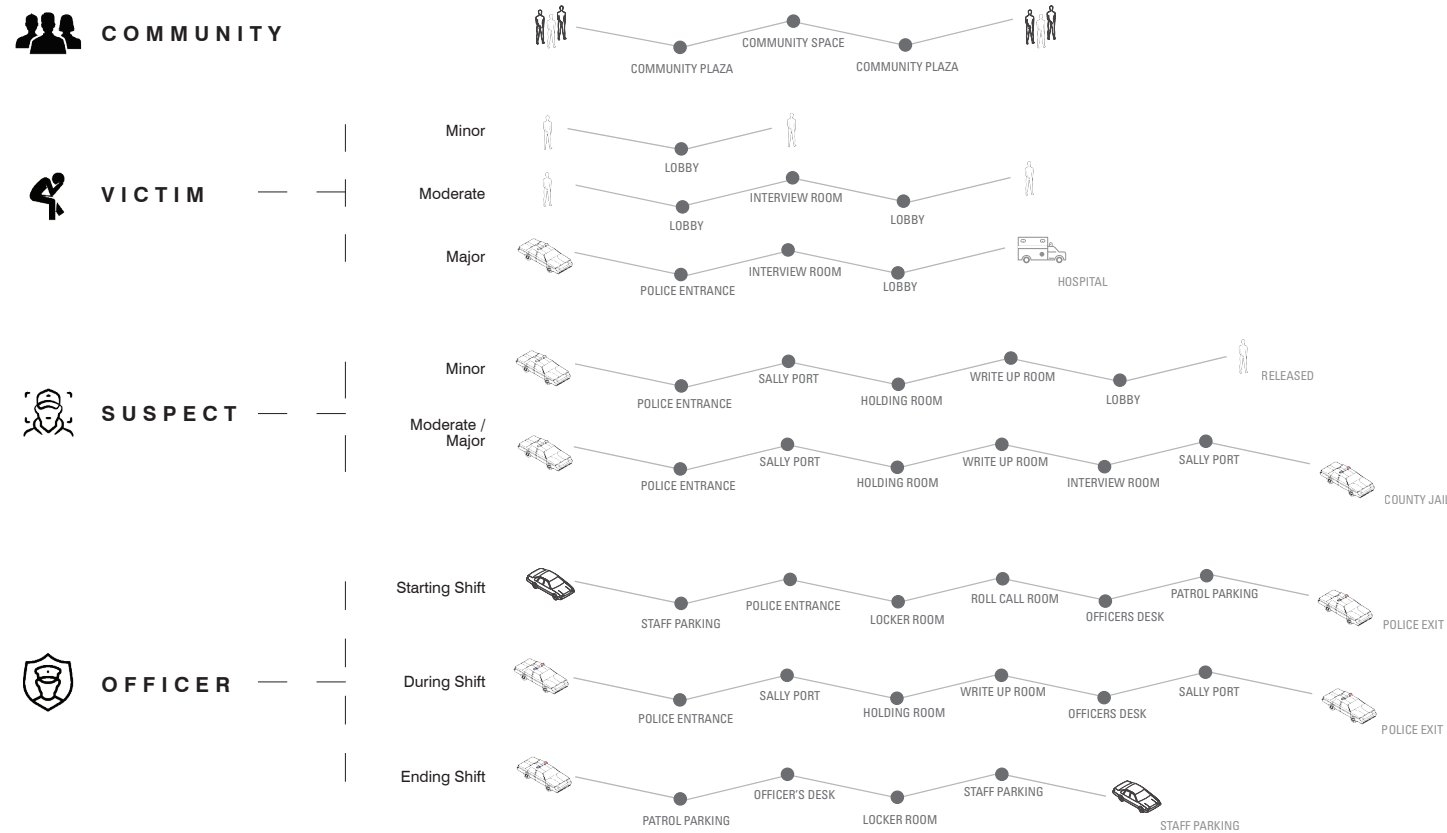 COMMUNITY
COMMUNITY PLAZA
COMMUNITY SPACE
COMMUNITY PLAZA
VICTIM
Minor
LOBBY
Moderate
LOBBY
INTERVIEW ROOM
LOBBY
Major
POLICE ENTRANCE
INTERVIEW ROOM
LOBBY
HOSPITAL
SUSPECT
Minor
POLICE ENTRANCE
SALLY PORT
HOLDING ROOM
WRITE UP ROOM
LOBBY
RELEASED
Moderate /
Major
POLICE ENTRANCE
SALLY PORT
HOLDING ROOM
WRITE UP ROOM
INTERVIEW ROOM
SALLY PORT
COUNTY JAIL
OFFICER
Starting Shift
STAFF PARKING
POLICE ENTRANCE
LOCKER ROOM
ROLL CALL ROOM
OFFICERS DESK
PATROL PARKING
POLICE EXIT
During Shift
POLICE ENTRANCE
SALLY PORT
HOLDING ROOM
WRITE UP ROOM
OFFICERS DESK
SALLY PORT
POLICE EXIT
Ending Shift
PATROL PARKING
OFFICER'S DESK
LOCKER ROOM
STAFF PARKING
STAFF PARKING